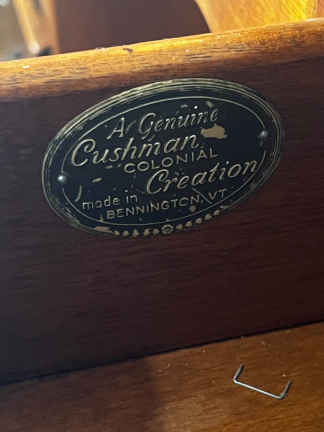 A Genuine
Cushman
COLONIAL
Creation
made in
BENNINGTON, VT.